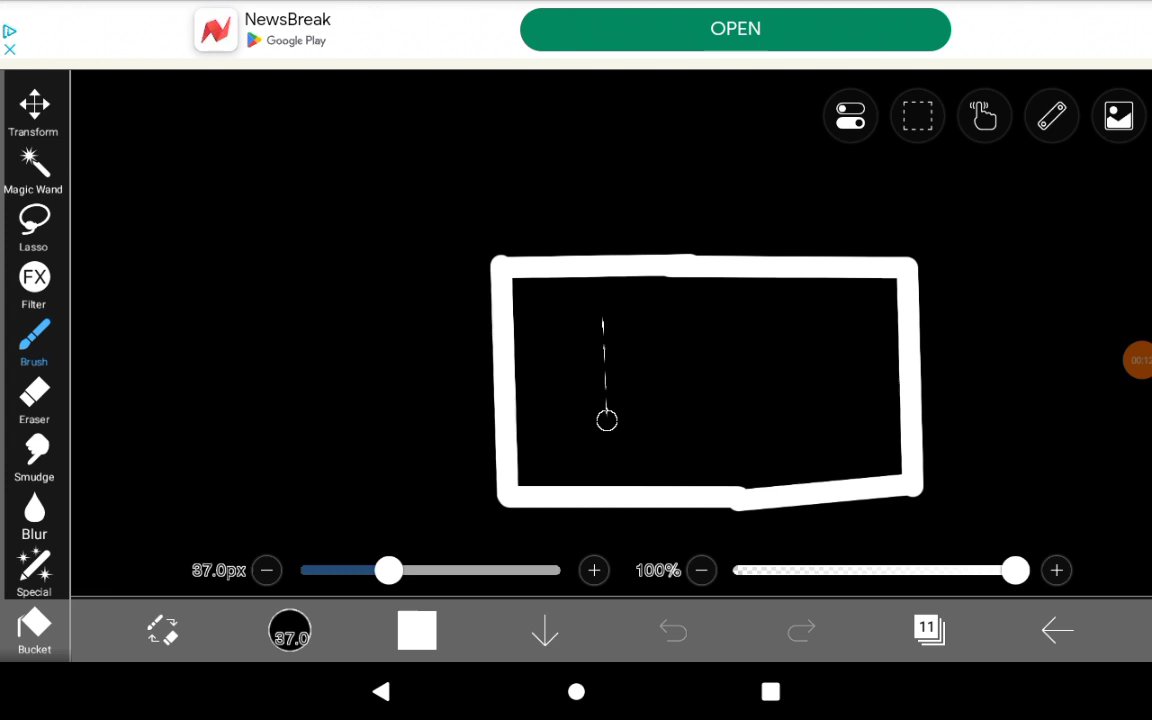 NewsBreak
Google Play
OPEN
Transform
Magic Wand
Lasso
FX
Filter
Brush
Eraser
Smudge
Blur
Special
Bucket
37.0px
100%
37.0
11